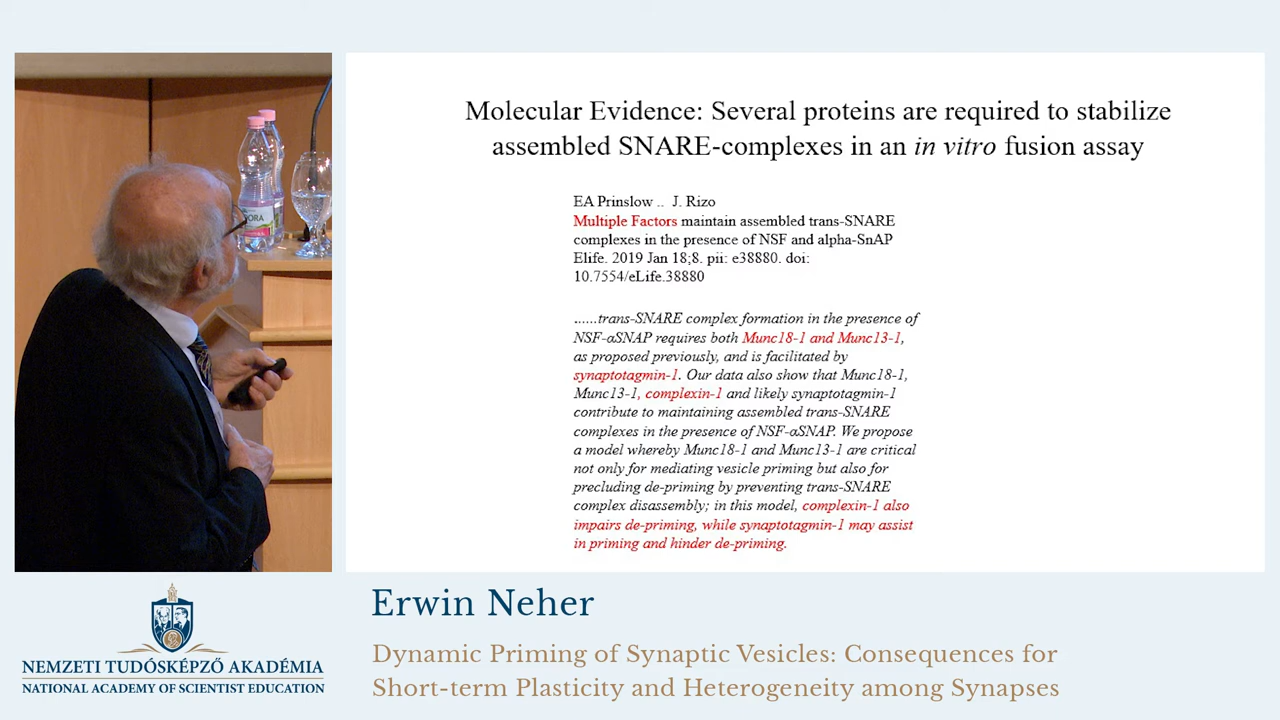 Molecular Evidence: Several proteins are required to stabilize
assembled SNARE-complexes in an in vitro fusion assay
EA Prinslow .. J. Rizo
Multiple Factors maintain assembled trans-SNARE
complexes in the presence of NSF and alpha-SnAP
Elife. 2019 Jan 18;8. pii: e38880. doi:
10.7554/eLife.38880
......trans-SNARE complex formation in the presence of
NSF-αSNAP requires both Munc18-1 and Munc13-1,
as proposed previously, and is facilitated by
synaptotagmin-1. Our data also show that Munc18-1,
Munc13-1, complexin-1 and likely synaptotagmin-1
contribute to maintaining assembled trans-SNARE
complexes in the presence of NSF-αSNAP. We propose
a model whereby Munc18-1 and Munc13-1 are critical
not only for mediating vesicle priming but also for
precluding de-priming by preventing trans-SNARE
complex disassembly; in this model, complexin-1 also
impairs de-priming, while synaptotagmin-1 may assist
in priming and hinder de-priming.
Erwin Neher
Dynamic Priming of Synaptic Vesicles: Consequences for
Short-term Plasticity and Heterogeneity among Synapses
NEMZETI TUDÓSKÉPZŐ AKADÉMIA
NATIONAL ACADEMY OF SCIENTIST EDUCATION